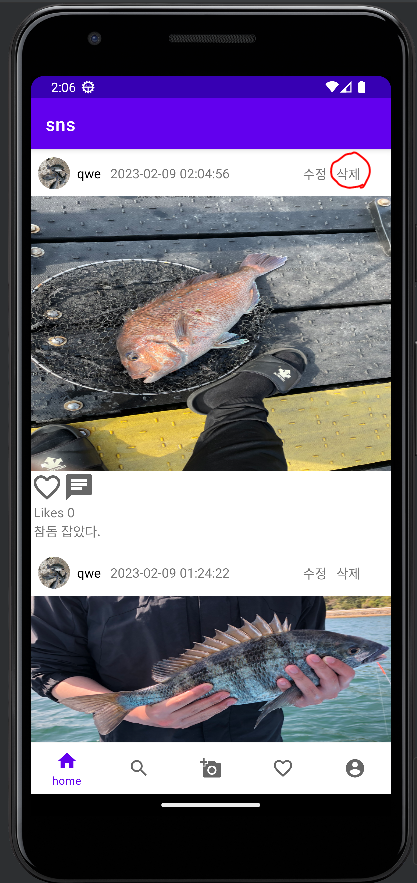 2:06
sns
qwe 2023-02-09 02:04:56 수정 삭제
Likes 0
참돔 잡았다.
qwe 2023-02-09 01:24:22 수정 삭제
home